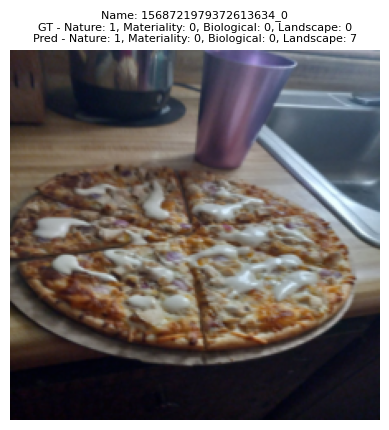 Name: 1568721979372613634_0
GT - Nature: 1, Materiality: 0, Biological: 0, Landscape: 0
Pred - Nature: 1, Materiality: 0, Biological: 0, Landscape: 7